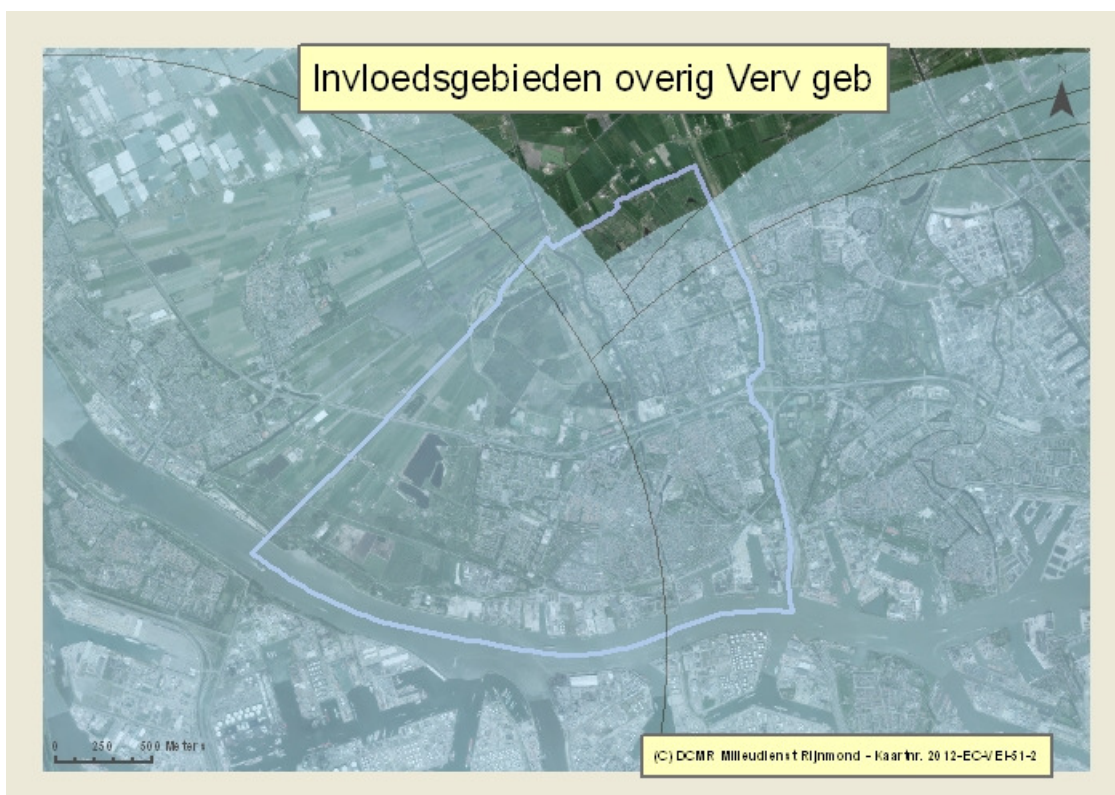 Invloedsgebieden overig Verv geb
N
0 250 500 Meters
(C) DCMR Milieudienst Rijnmond - Kaartnr. 2012-EC-VEI-51-2